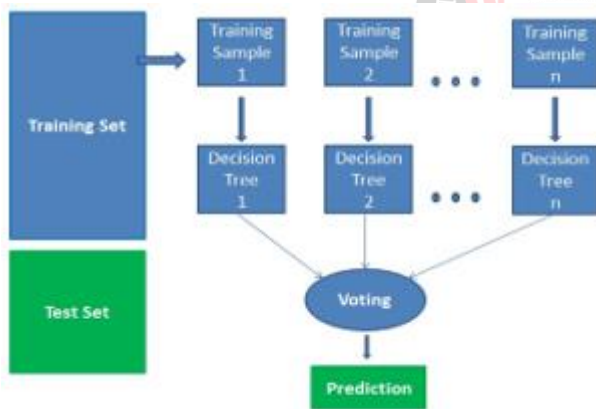 Training Set
Test Set
Training
Sample
1
Training
Sample
2
Training
Sample
n
Decision
Tree
1
Decision
Tree
2
Decision
Tree
n
Voting
Prediction